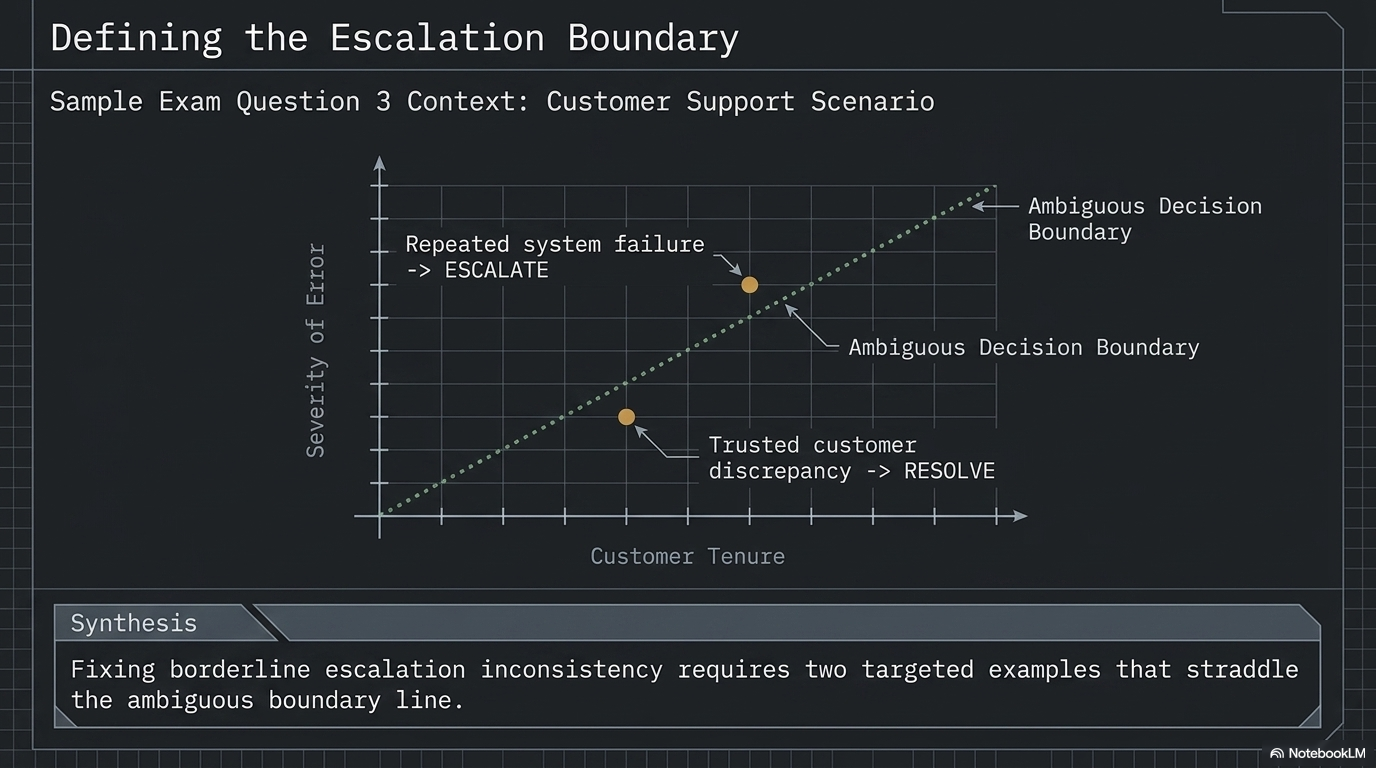 Defining the Escalation Boundary
Sample Exam Question 3 Context: Customer Support Scenario
Severity of Error
Repeated system failure
-> ESCALATE
Ambiguous Decision
Boundary
Ambiguous Decision Boundary
Trusted customer
discrepancy -> RESOLVE
Customer Tenure
Synthesis
Fixing borderline escalation inconsistency requires two targeted examples that straddle
the ambiguous boundary line.
NotebookLM